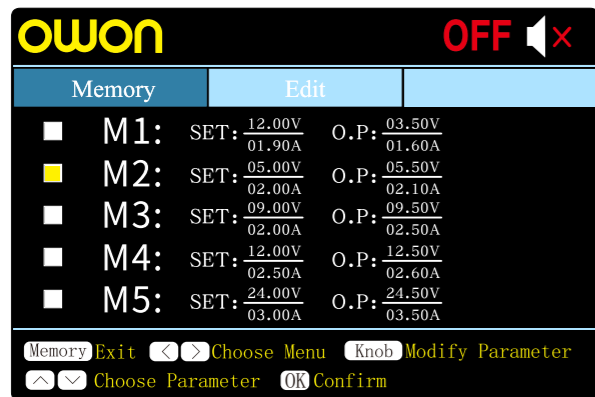 owon OFF
Memory Edit
M1: SET: 12.00V/01.90A O.P: 03.50V/01.60A
M2: SET: 05.00V/02.00A O.P: 05.50V/02.10A
M3: SET: 09.00V/02.00A O.P: 09.50V/02.50A
M4: SET: 12.00V/02.50A O.P: 12.50V/02.60A
M5: SET: 24.00V/03.00A O.P: 24.50V/03.50A
Memory Exit < > Choose Menu Knob Modify Parameter
Choose Parameter OK Confirm